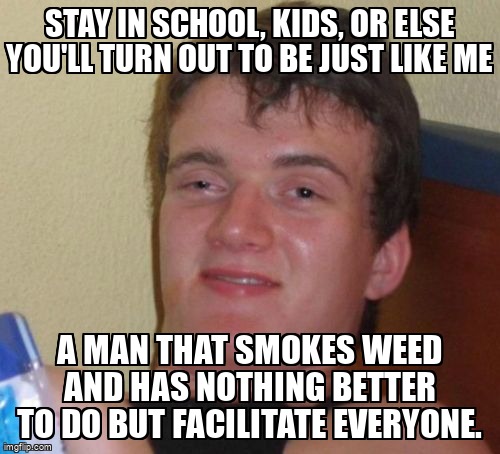 STAY IN SCHOOL, KIDS, OR ELSE
YOU'LL TURN OUT TO BE JUST LIKE ME
A MAN THAT SMOKES WEED
AND HAS NOTHING BETTER
TO DO BUT FACILITATE EVERYONE.
imgflip.com